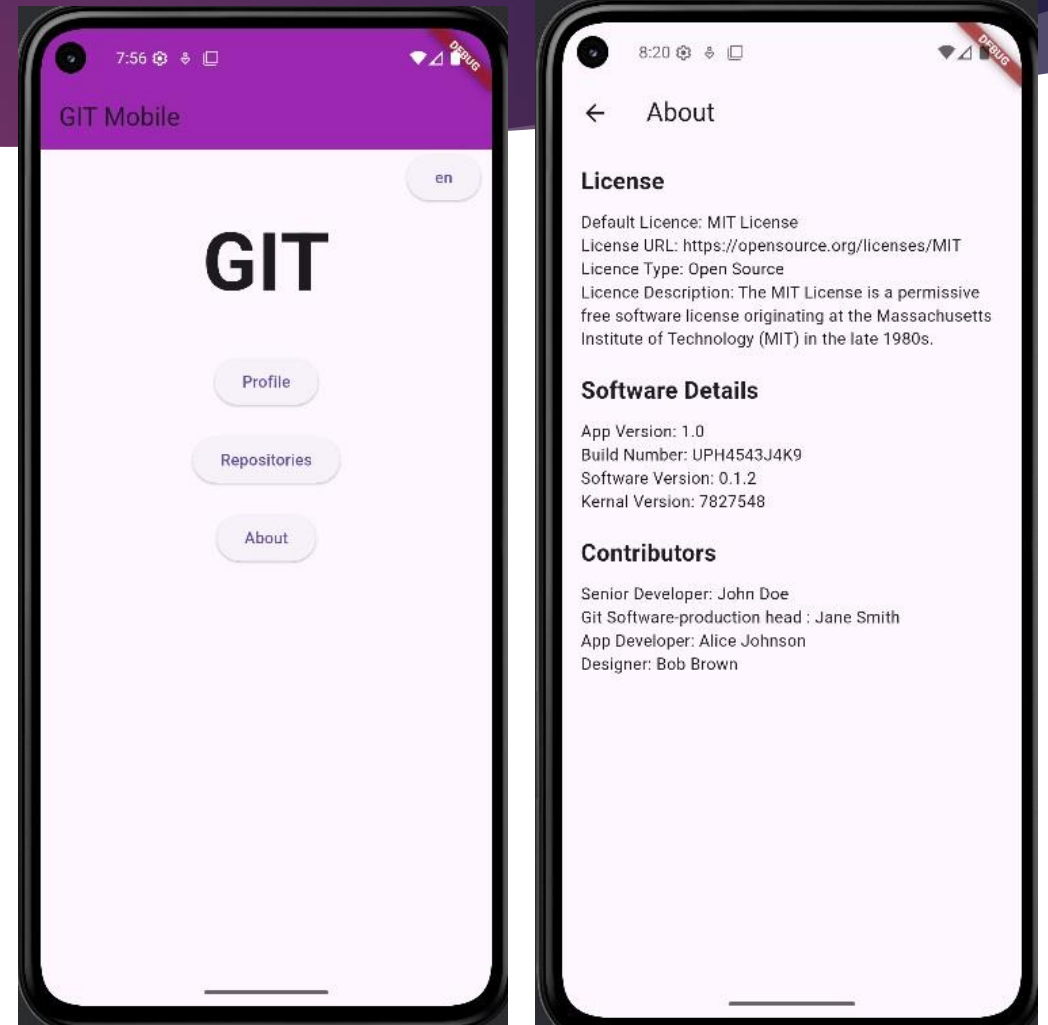 7:56
DEBUG
GIT Mobile
en
GIT
Profile
Repositories
About
8:20
DEBUG
About
License
Default Licence: MIT License
License URL: https://opensource.org/licenses/MIT
Licence Type: Open Source
Licence Description: The MIT License is a permissive
free software license originating at the Massachusetts
Institute of Technology (MIT) in the late 1980s.
Software Details
App Version: 1.0
Build Number: UPH4543J4K9
Software Version: 0.1.2
Kernal Version: 7827548
Contributors
Senior Developer: John Doe
Git Software-production head : Jane Smith
App Developer: Alice Johnson
Designer: Bob Brown